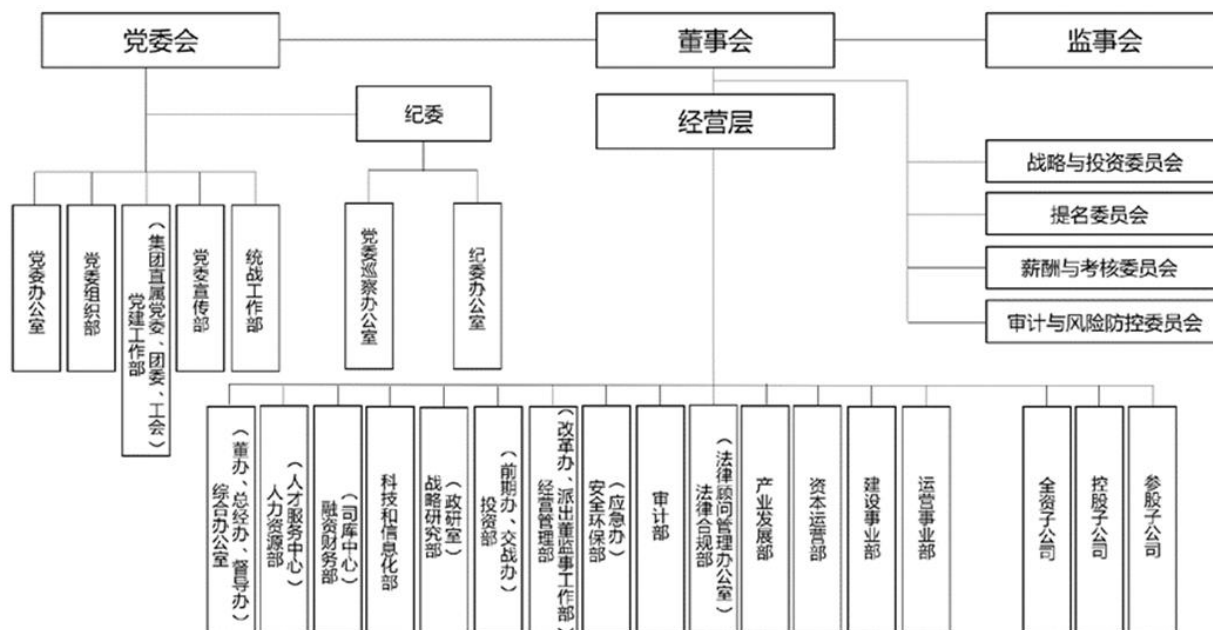 党委会
董事会
监事会
纪委
经营层
战略与投资委员会
提名委员会
薪酬与考核委员会
审计与风险防控委员会
党委办公室
党委组织部
党建工作部
（集团直属党委、团委、工会）
党委宣传部
统战工作部
党委巡察办公室
纪委办公室
综合办公室
（董办、总经办、督导办）
人力资源部
（人才服务中心）
融资财务部
（司库中心）
科技和信息化部
战略研究部
（政研室）
投资部
（前期办、交战办）
经营管理部
（改革办、派出董监事工作部）
安全环保部
（应急办）
审计部
法律合规部
（法律顾问管理办公室）
产业发展部
资本运营部
建设事业部
运营事业部
全资子公司
控股子公司
参股子公司